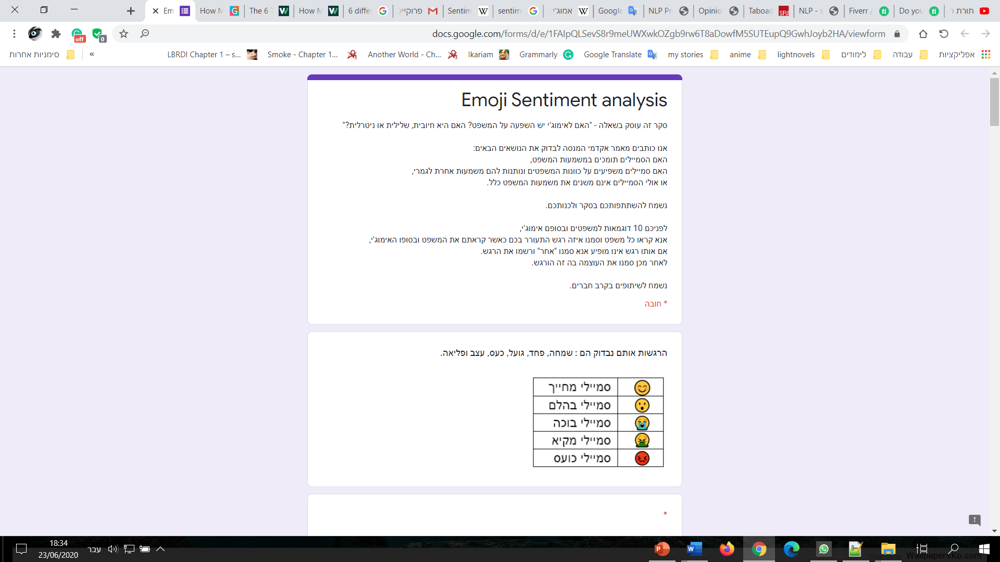 Em
How M
The 6 T
How M
6 differ
פרוקייכ
Sentim
sentim
אמוג'י -
Google
NLP Pr
Opinio
Taboad
NLP - s
Fiverr /
Do you
תורת ה
off
0
docs.google.com/forms/d/e/1FAIpQLSevS8r9meUWXwkOZgb9rw6T8aDowfM5SUTEupQ9GwhJoyb2HA/viewform
אפליקציות
עבודה
לימודים
lightnovels
anime
my stories
Google Translate
Grammarly
Ikariam
Another World - Ch...
Smoke - Chapter 1...
LBRDI Chapter 1 – s...
«
סימניות אחרות
Emoji Sentiment analysis
סקר זה עוסק בשאלה - "האם לאימוג'י יש השפעה על המשפט? האם היא חיובית, שלילית או ניטרלית?"
אנו כותבים מאמר אקדמי המנסה לבדוק את הנושאים הבאים:
האם הסמיילים תומכים במשמעות המשפט,
האם סמיילים משפיעים על כוונות המשפטים ונותנות להם משמעות אחרת לגמרי,
או אולי הסמיילים אינם משנים את משמעות המשפט כלל.
נשמח להשתתפותכם בסקר ולכנותכם.
לפניכם 10 דוגמאות למשפטים ובסופם אימוג'י,
אנא קראו כל משפט וסמנו איזה רגש התעורר בכם כאשר קראתם את המשפט ובסופו האימוג'י,
אם אותו רגש אינו מופיע אנא סמנו "אחר" ורשמו את הרגש.
לאחר מכן סמנו את העוצמה בה זה הורגש.
נשמח לשיתופים בקרב חברים.
* חובה
הרגשות אותם נבדוק הם : שמחה, פחד, גועל, כעס, עצב ופליאה.
סמיילי מחייך
סמיילי בהלם
סמיילי בוכה
סמיילי מקיא
סמיילי כועס
*
18:34
23/06/2020
עבר
WallpapersKo.com